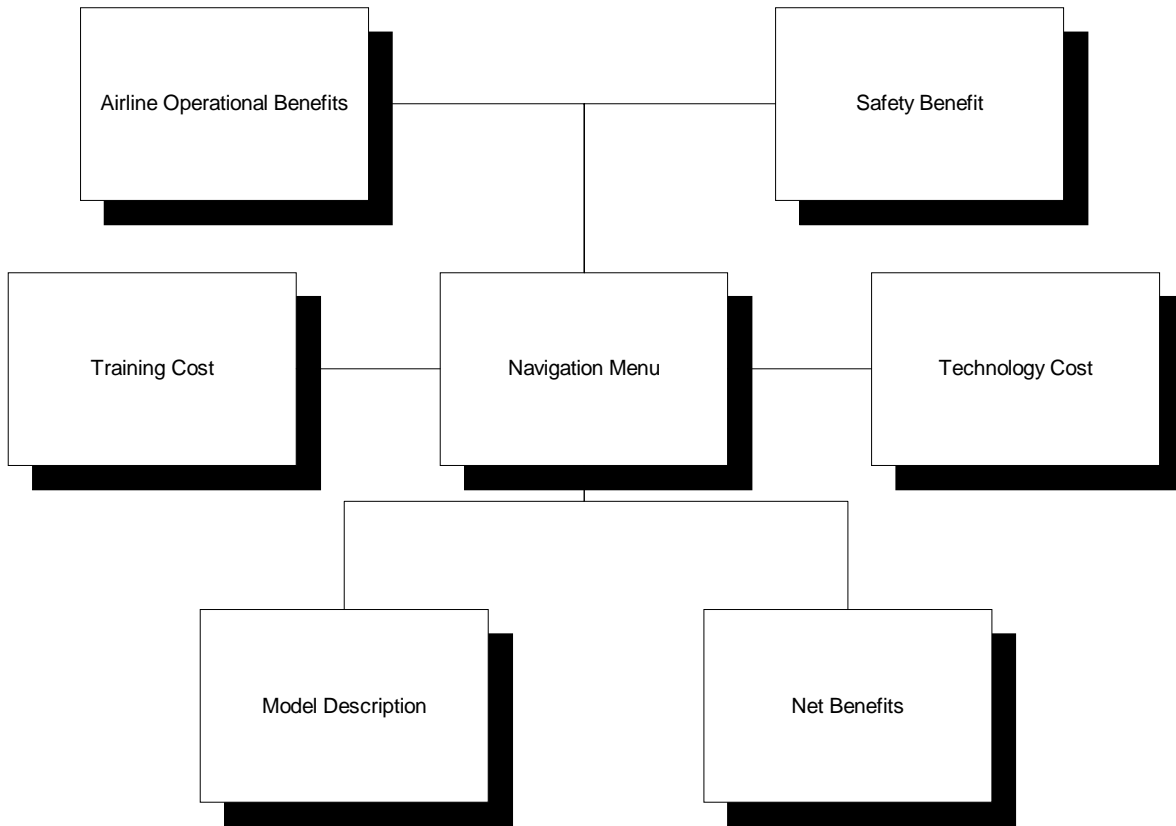 Airline Operational Benefits
Safety Benefit
Training Cost
Navigation Menu
Technology Cost
Model Description
Net Benefits